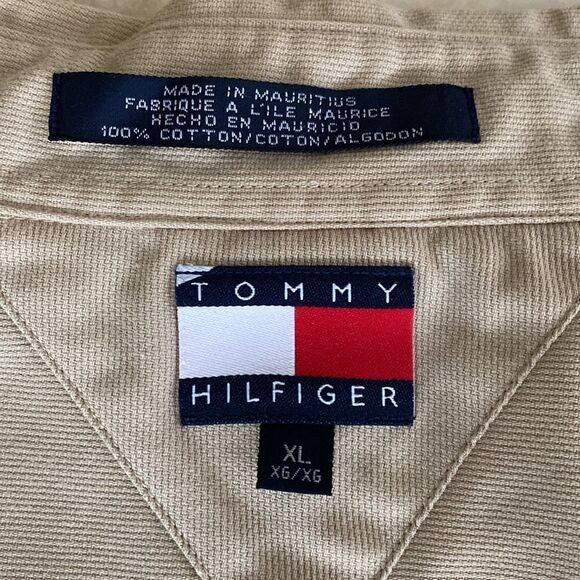 MADE IN MAURITIUS
FABRIQUE A L'ILE MAURICE
HECHO EN MAURICIO
100% COTTON/COTON/ALGODON
TOMMY
HILFIGER
XL
XG/XG